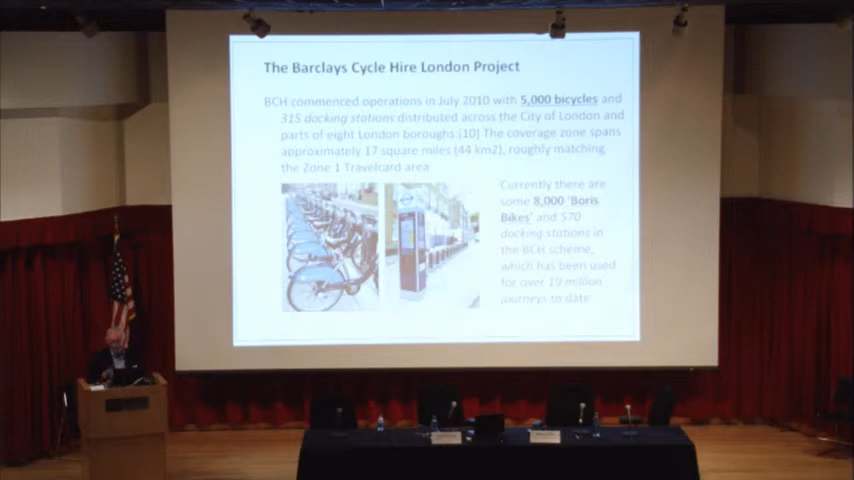 The Barclays Cycle Hire London Project
BCH commenced operations in July 2010 with 5,000 bicycles and
315 docking stations distributed across the City of London and
parts of eight London boroughs.[10] The coverage zone spans
approximately 17 square miles (44 km2), roughly matching
the Zone 1 Travelcard area
Currently there are
some 8,000 'Boris
Bikes' and 570
docking stations in
the BCH scheme,
which has been used
for over 19 million
journeys to date